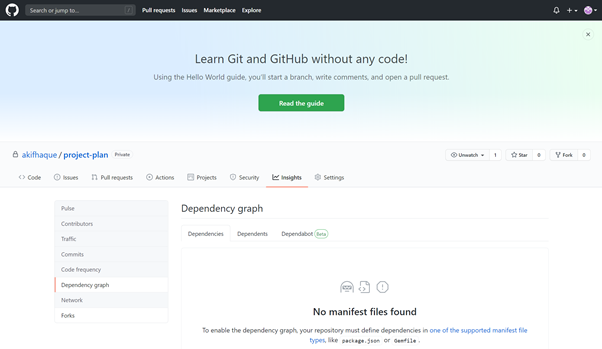 Search or jump to... / Pull requests Issues Marketplace Explore
Learn Git and GitHub without any code!
Using the Hello World guide, you'll start a branch, write comments, and open a pull request.
Read the guide
akifhaque / project-plan Private
Unwatch 1 Star 0 Fork 0
Code Issues Pull requests Actions Projects Security Insights Settings
Pulse
Contributors
Traffic
Commits
Code frequency
Dependency graph
Network
Forks
Dependency graph
Dependencies Dependents Dependabot Beta
No manifest files found
To enable the dependency graph, your repository must define dependencies in one of the supported manifest file
types, like package.json or Gemfile.